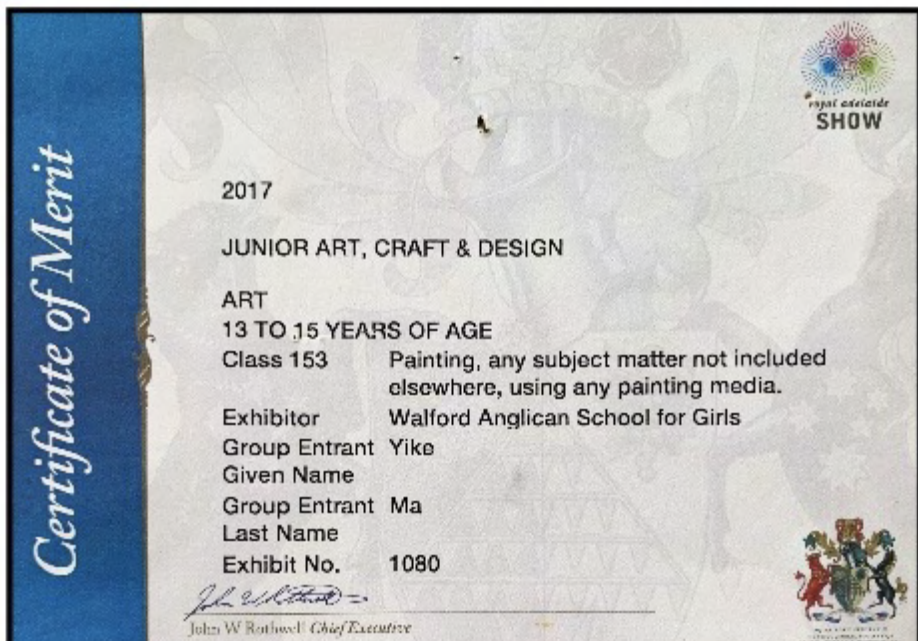 Certificate of Merit
royal adelaide
SHOW
2017
JUNIOR ART, CRAFT & DESIGN
ART
13 TO 15 YEARS OF AGE
Class 153 Painting, any subject matter not included
elsewhere, using any painting media.
Exhibitor Walford Anglican School for Girls
Group Entrant Yike
Given Name
Group Entrant Ma
Last Name
Exhibit No. 1080
John W Rothwell Chief Executive